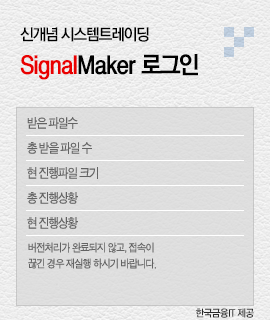 신개념 시스템트레이딩
SignalMaker 로그인
받은 파일수
총 받을 파일 수
현 진행파일 크기
총 진행상황
현 진행상황
버전처리가 완료되지 않고, 접속이
끊긴 경우 재실행 하시기 바랍니다.
한국금융IT 제공